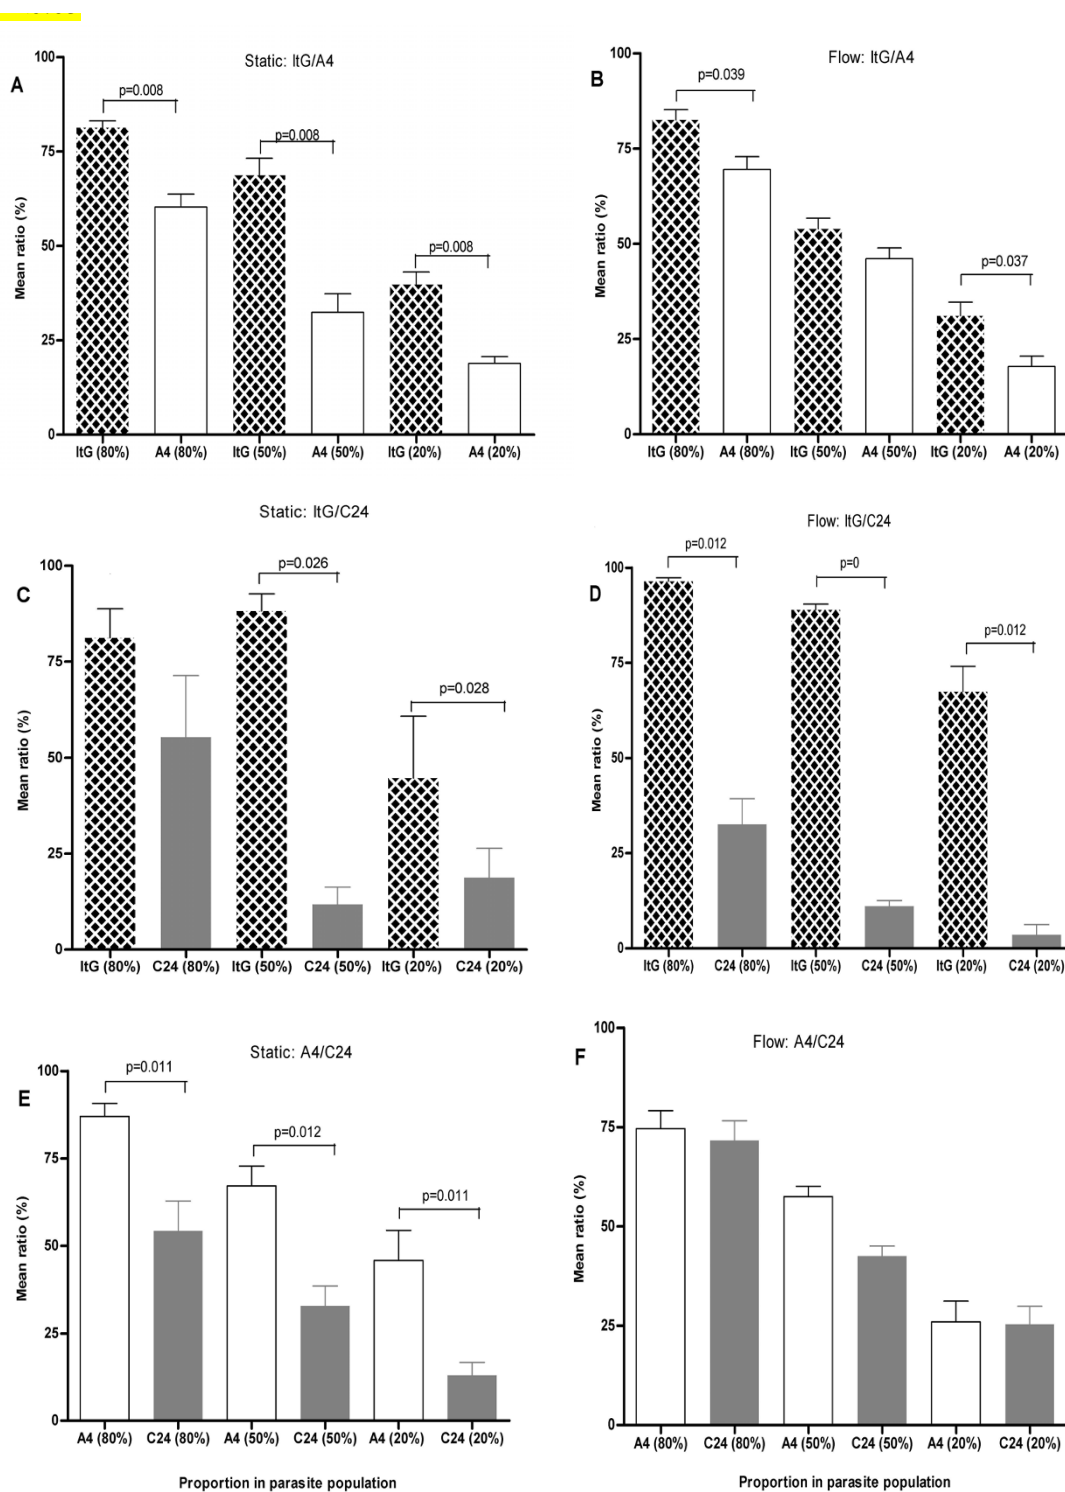 A
Static: ItG/A4
100
75
50
25
0
Mean ratio (%)
p=0.008
p=0.008
p=0.008
ItG (80%) A4 (80%) ItG (50%) A4 (50%) ItG (20%) A4 (20%)
B
Flow: ItG/A4
100
75
50
25
0
Mean ratio (%)
p=0.039
p=0.037
ItG (80%) A4 (80%) ItG (50%) A4 (50%) ItG (20%) A4 (20%)
C
Static: ItG/C24
100
75
50
25
0
Mean ratio (%)
p=0.026
p=0.028
ItG (80%) C24 (80%) ItG (50%) C24 (50%) ItG (20%) C24 (20%)
D
Flow: ItG/C24
100
75
50
25
0
Mean ratio (%)
p=0.012
p=0
p=0.012
ItG (80%) C24 (80%) ItG (50%) C24 (50%) ItG (20%) C24 (20%)
E
Static: A4/C24
100
75
50
25
0
Mean ratio (%)
p=0.011
p=0.012
p=0.011
A4 (80%) C24 (80%) A4 (50%) C24 (50%) A4 (20%) C24 (20%)
Proportion in parasite population
F
Flow: A4/C24
100
75
50
25
0
Mean ratio (%)
A4 (80%) C24 (80%) A4 (50%) C24 (50%) A4 (20%) C24 (20%)
Proportion in parasite population